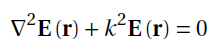 ∇²𝐄(𝐫) + k²𝐄(𝐫) = 0